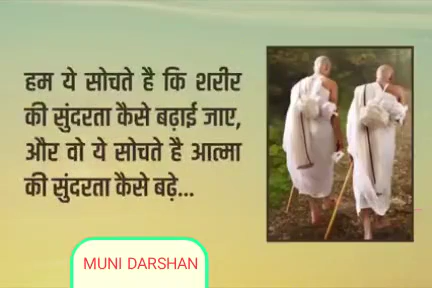 हम ये सोचते है कि शरीर
की सुंदरता कैसे बढ़ाई जाए,
और वो ये सोचते है आत्मा
की सुंदरता कैसे बढ़े...
MUNI DARSHAN